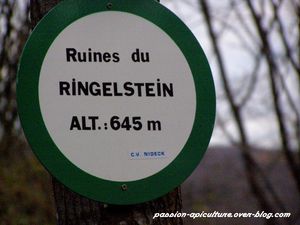 Ruines du
RINGELSTEIN
ALT.: 645 m
C.V. NIDECK
passion-apiculture.over-blog.com